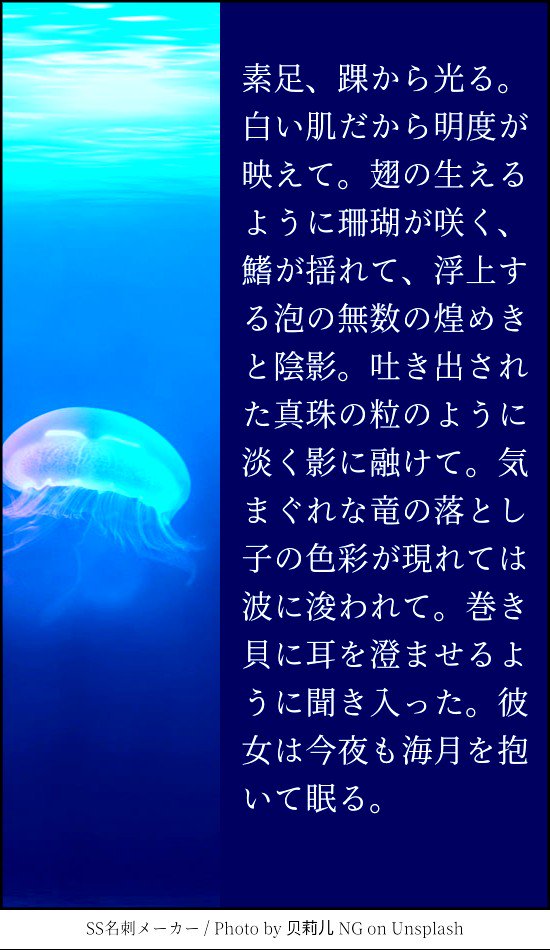 素足、踝から光る。
白い肌だから明度が
映えて。翅の生える
ように珊瑚が咲く、
鰭が揺れて、浮上す
る泡の無数の煌めき
と陰影。吐き出され
た真珠の粒のように
淡く影に融けて。気
まぐれな竜の落とし
子の色彩が現れては
波に浚われて。巻き
貝に耳を澄ませるよ
うに聞き入った。彼
女は今夜も海月を抱
いて眠る。
SS名刺メーカー / Photo by 贝莉儿 NG on Unsplash